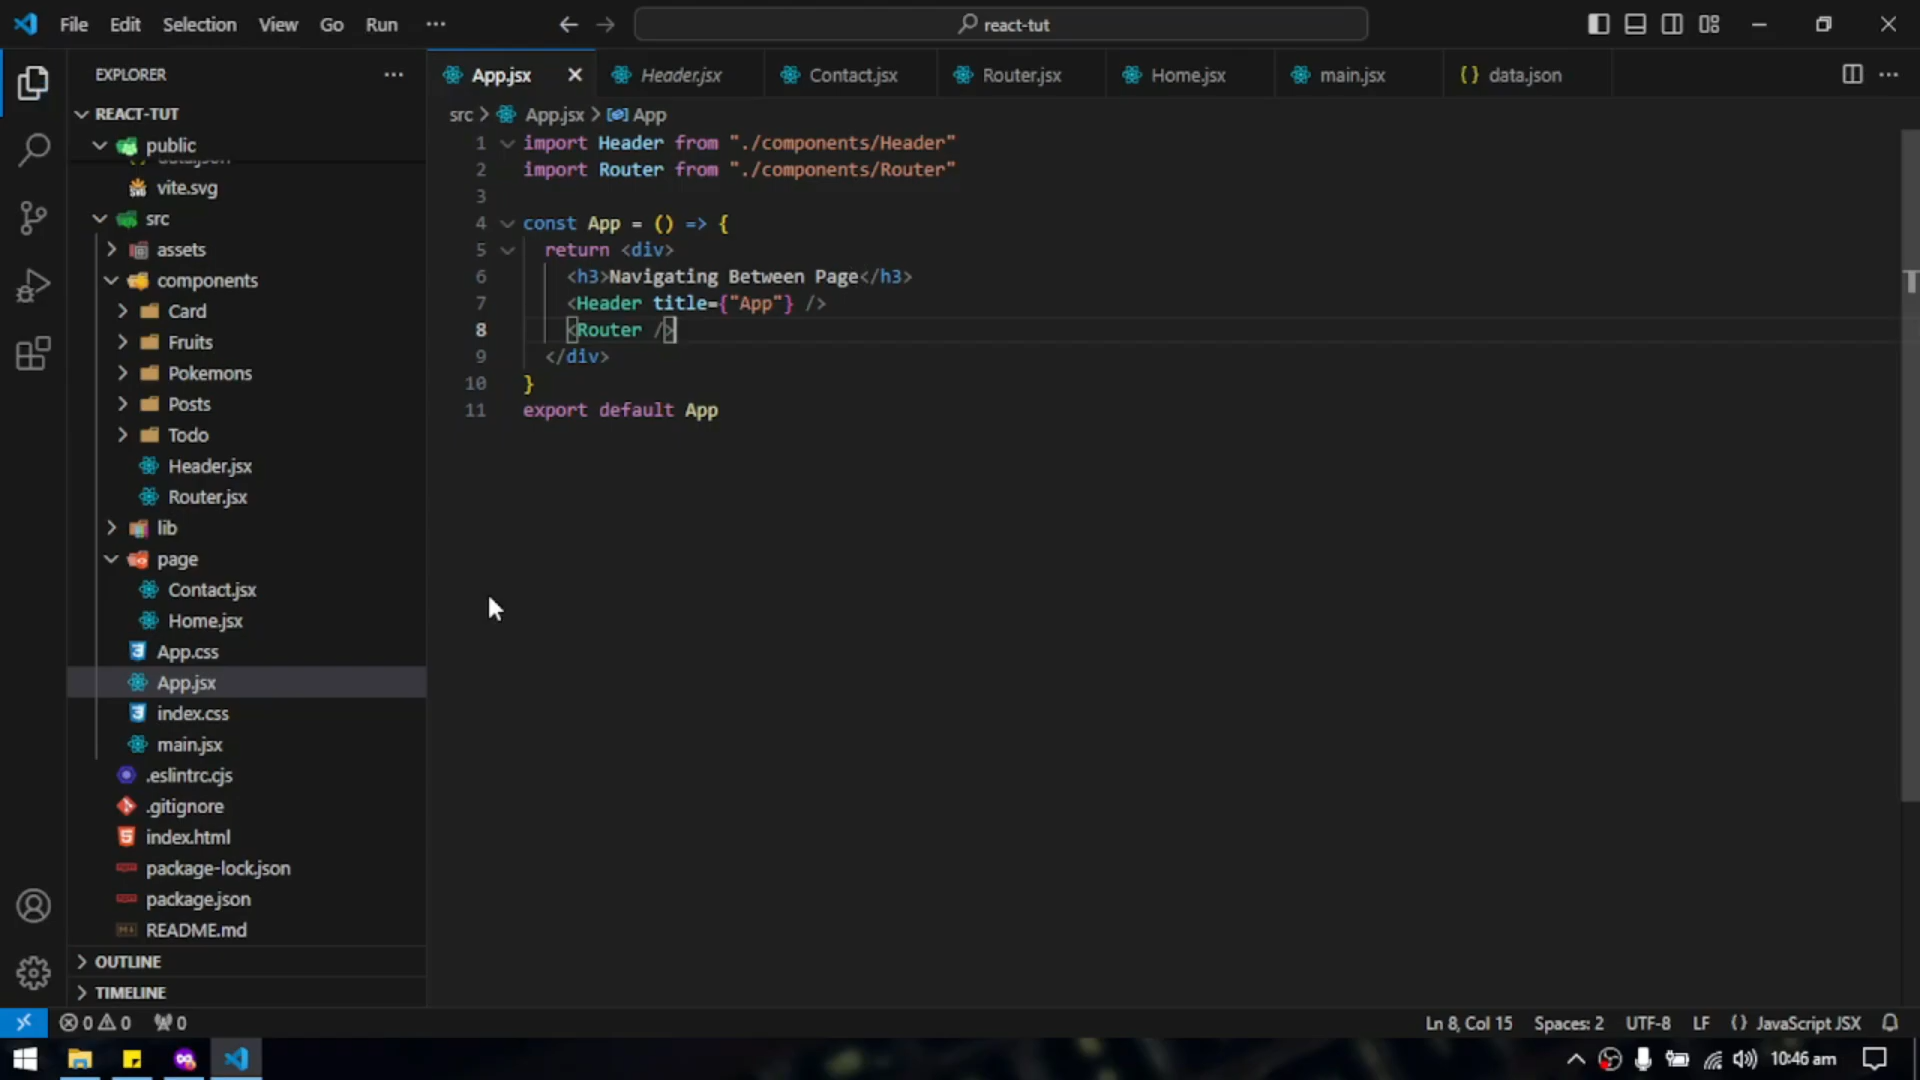 File Edit Selection View Go Run ···
react-tut
EXPLORER ···
REACT-TUT
public
data.json
vite.svg
src
assets
components
Card
Fruits
Pokemons
Posts
Todo
Header.jsx
Router.jsx
lib
page
Contact.jsx
Home.jsx
App.css
App.jsx
index.css
main.jsx
.eslintrc.cjs
.gitignore
index.html
package-lock.json
package.json
README.md
OUTLINE
TIMELINE
App.jsx Header.jsx Contact.jsx Router.jsx Home.jsx main.jsx {} data.json
src > App.jsx > App
1 import Header from "./components/Header"
2 import Router from "./components/Router"
3
4 const App = () => {
5 return <div>
6 <h3>Navigating Between Page</h3>
7 <Header title={"App"} />
8 <Router />
9 </div>
10 }
11 export default App
0 0 0
Ln 8, Col 15 Spaces: 2 UTF-8 LF {} JavaScript JSX
10:46 am